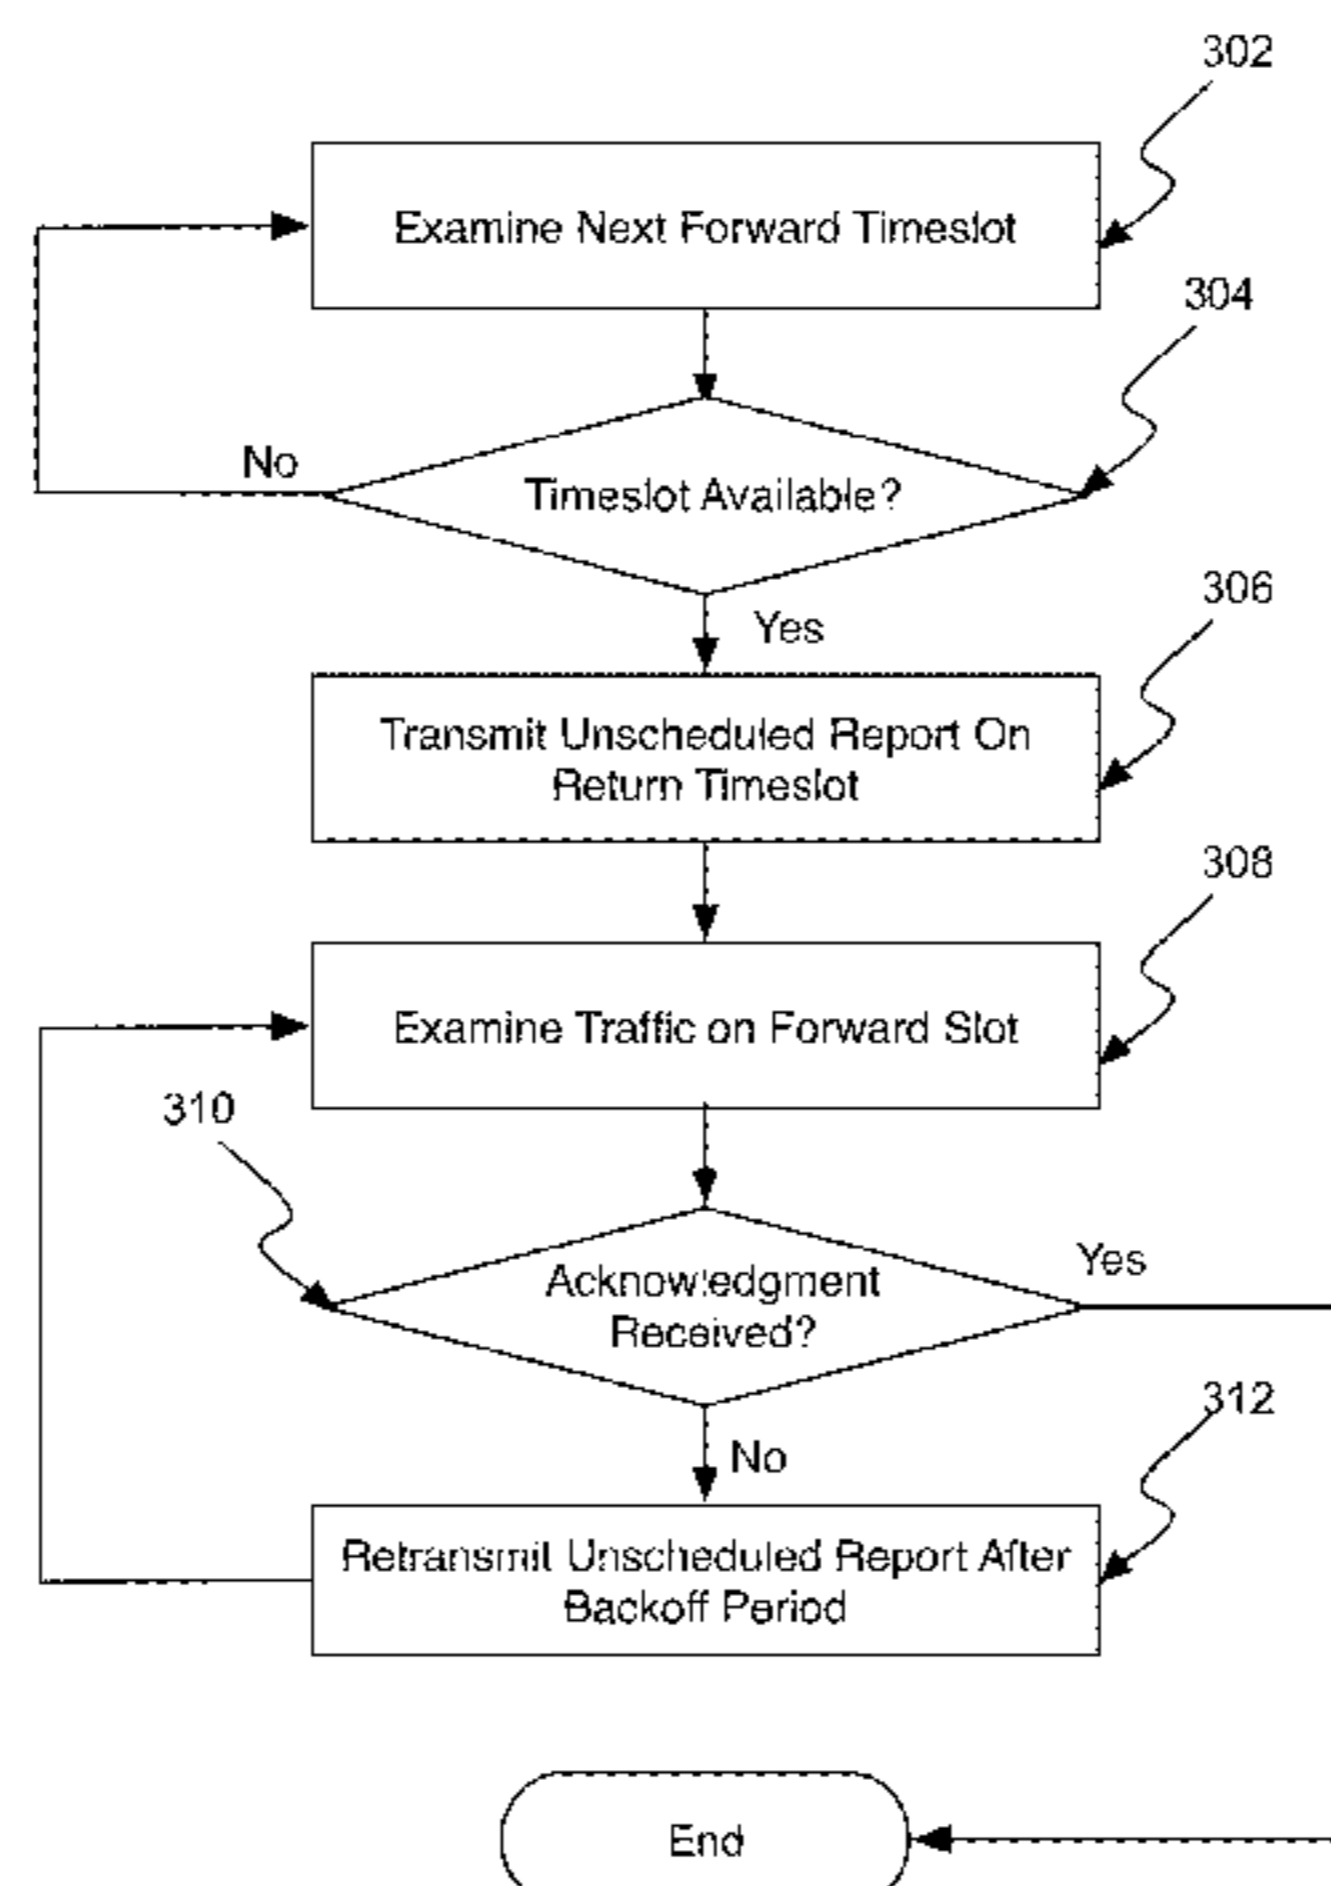 302
Examine Next Forward Timeslot
304
No
Timeslot Available?
306
Yes
Transmit Unscheduled Report On
Return Timeslot
308
Examine Traffic on Forward Slot
310
Yes
Acknowledgment
Received?
312
No
Retransmit Unscheduled Report After
Backoff Period
End